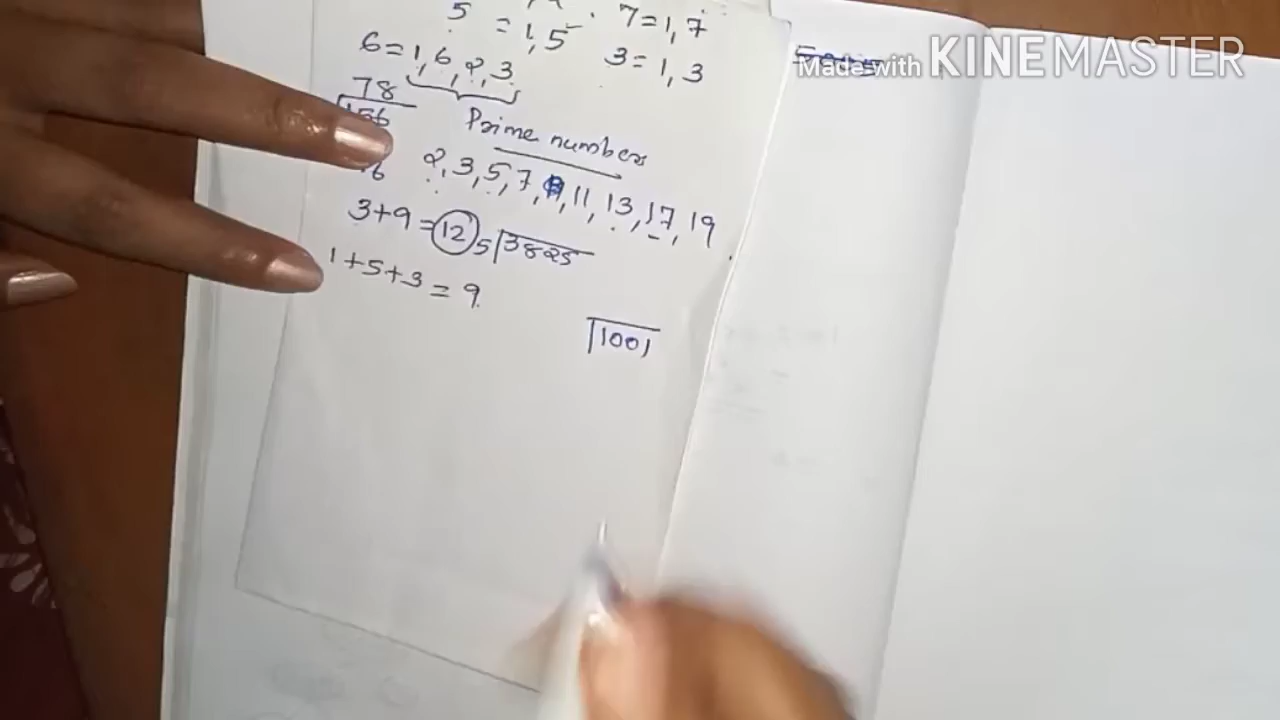 5 = 1, 5 7 = 1, 7
6 = 1, 6, 2, 3 3 = 1, 3
78
156
6
Prime numbers
2, 3, 5, 7, 11, 13, 17, 19
3+9 = 12 5 3825
1+5+3 = 9
1001
Made with KINEMASTER